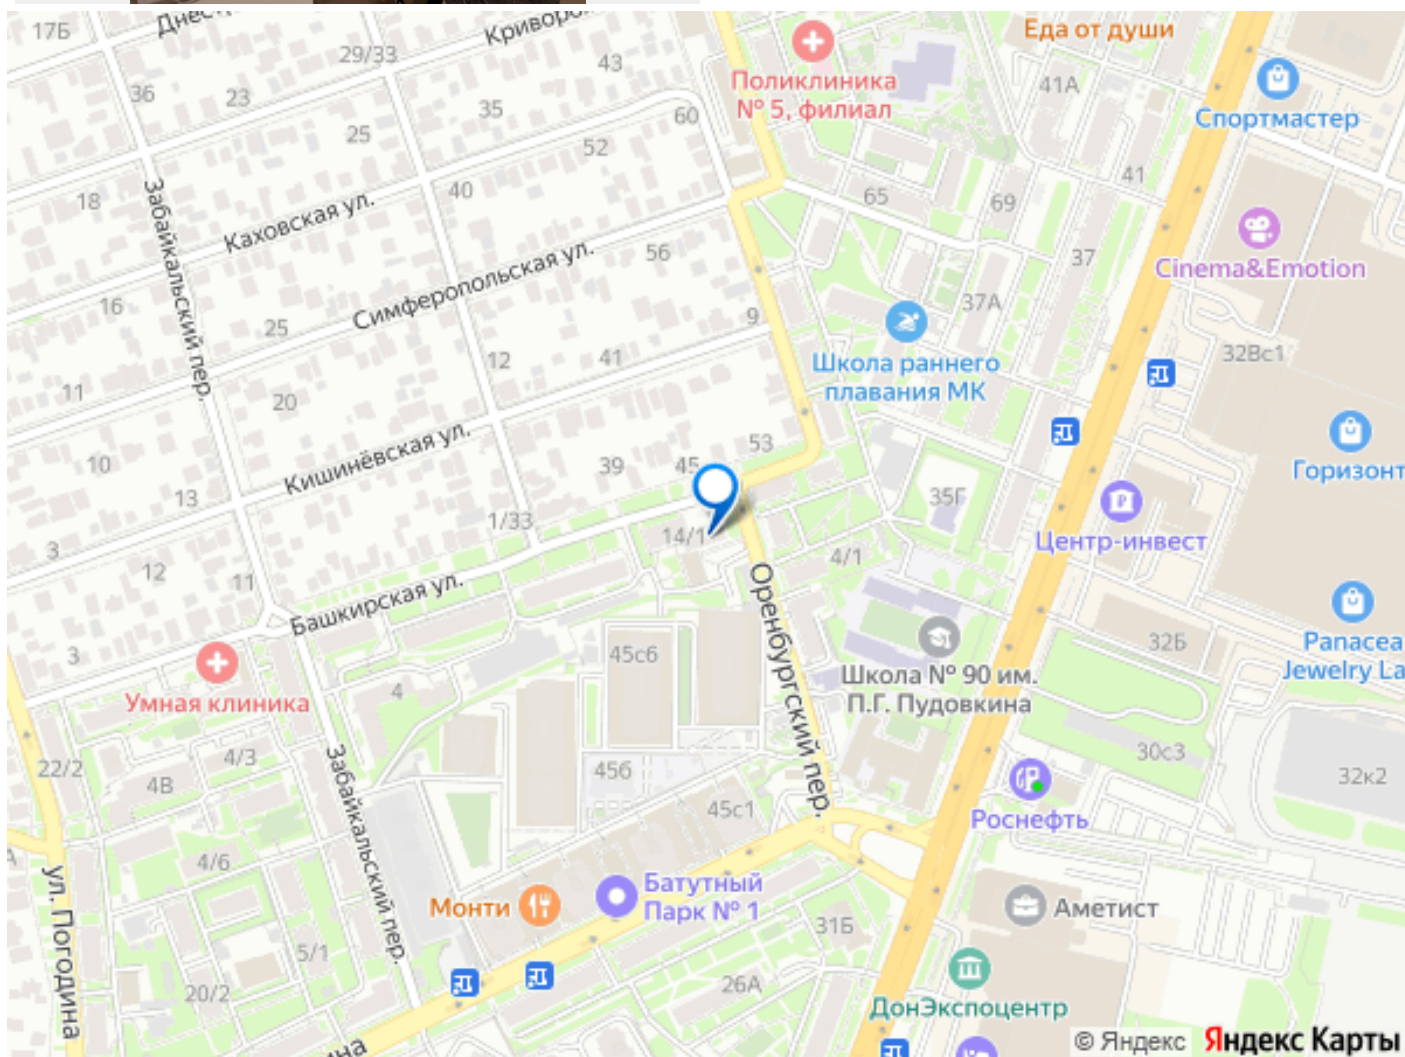 17Б
29/33
43
36
23
35
25
60
52
18
40
Забайкальский пер.
Каховская ул.
56
Симферопольская ул.
16
25
12
41
9
11
20
Кишинёвская ул.
10
13
39
45
53
1/33
14/1
3
12
11
Башкирская ул.
3
Умная клиника
4
45с6
Оренбургский пер.
4/1
22/2
4В
4/3
Забайкальский пер.
456
45с1
4/6
ул. Погодина
Монти
Батутный
Парк № 1
5/1
20/2
26А
31Б
Поликлиника
№ 5, филиал
Еда от души
41А
Спортмастер
65
69
41
37
Cinema&Emotion
37А
32Вс1
Школа раннего
плавания МК
Горизонт
35Г
Центр-инвест
Panacea
Jewelry La
32Б
Школа № 90 им.
П.Г. Пудовкина
30с3
32к2
Роснефть
Аметист
ДонЭкспоцентр
© Яндекс Яндекс Карты